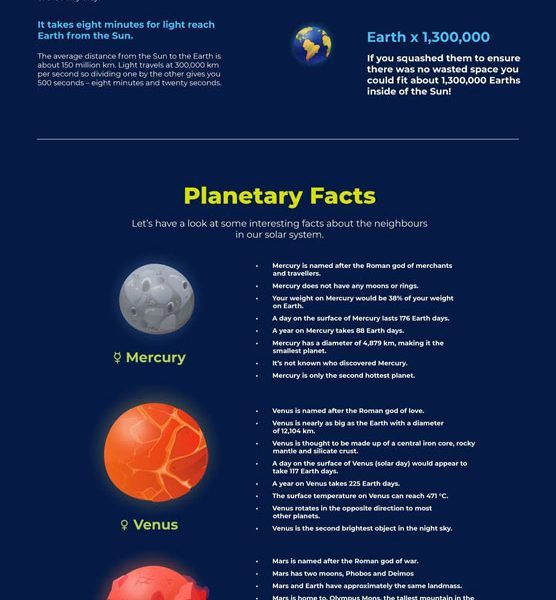 It takes eight minutes for light reach
Earth from the Sun.
The average distance from the Sun to the Earth is
about 150 million km. Light travels at 300,000 km
per second so dividing one by the other gives you
500 seconds – eight minutes and twenty seconds.
Earth x 1,300,000
If you squashed them to ensure
there was no wasted space you
could fit about 1,300,000 Earths
inside of the Sun!
Planetary Facts
Let's have a look at some interesting facts about the neighbours
in our solar system.
☿ Mercury
• Mercury is named after the Roman god of merchants
and travellers.
• Mercury does not have any moons or rings.
• Your weight on Mercury would be 38% of your weight
on Earth.
• A day on the surface of Mercury lasts 176 Earth days.
• A year on Mercury takes 88 Earth days.
• Mercury has a diameter of 4,879 km, making it the
smallest planet.
• It's not known who discovered Mercury.
• Mercury is only the second hottest planet.
♀ Venus
• Venus is named after the Roman god of love.
• Venus is nearly as big as the Earth with a diameter
of 12,104 km.
• Venus is thought to be made up of a central iron core, rocky
mantle and silicate crust.
• A day on the surface of Venus (solar day) would appear to
take 117 Earth days.
• A year on Venus takes 225 Earth days.
• The surface temperature on Venus can reach 471 °C.
• Venus rotates in the opposite direction to most
other planets.
• Venus is the second brightest object in the night sky.
• Mars is named after the Roman god of war.
• Mars has two moons, Phobos and Deimos
• Mars and Earth have approximately the same landmass.
• Mars is home to, Olympus Mons, the tallest mountain in the